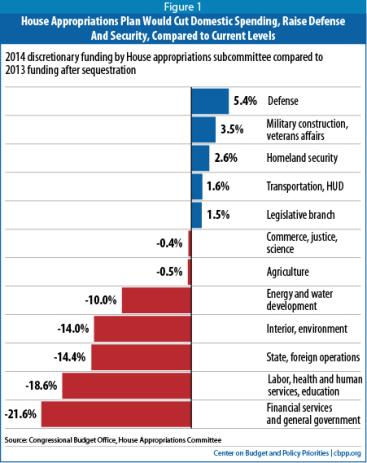 Figure 1
House Appropriations Plan Would Cut Domestic Spending, Raise Defense
And Security, Compared to Current Levels
2014 discretionary funding by House appropriations subcommittee compared to
2013 funding after sequestration
5.4% Defense
3.5% Military construction,
veterans affairs
2.6% Homeland security
1.6% Transportation, HUD
1.5% Legislative branch
-0.4% Commerce, justice,
science
-0.5% Agriculture
-10.0% Energy and water
development
-14.0% Interior, environment
-14.4% State, foreign operations
-18.6% Labor, health and human
services, education
-21.6% Financial services
and general government
Source: Congressional Budget Office, House Appropriations Committee
Center on Budget and Policy Priorities | cbpp.org